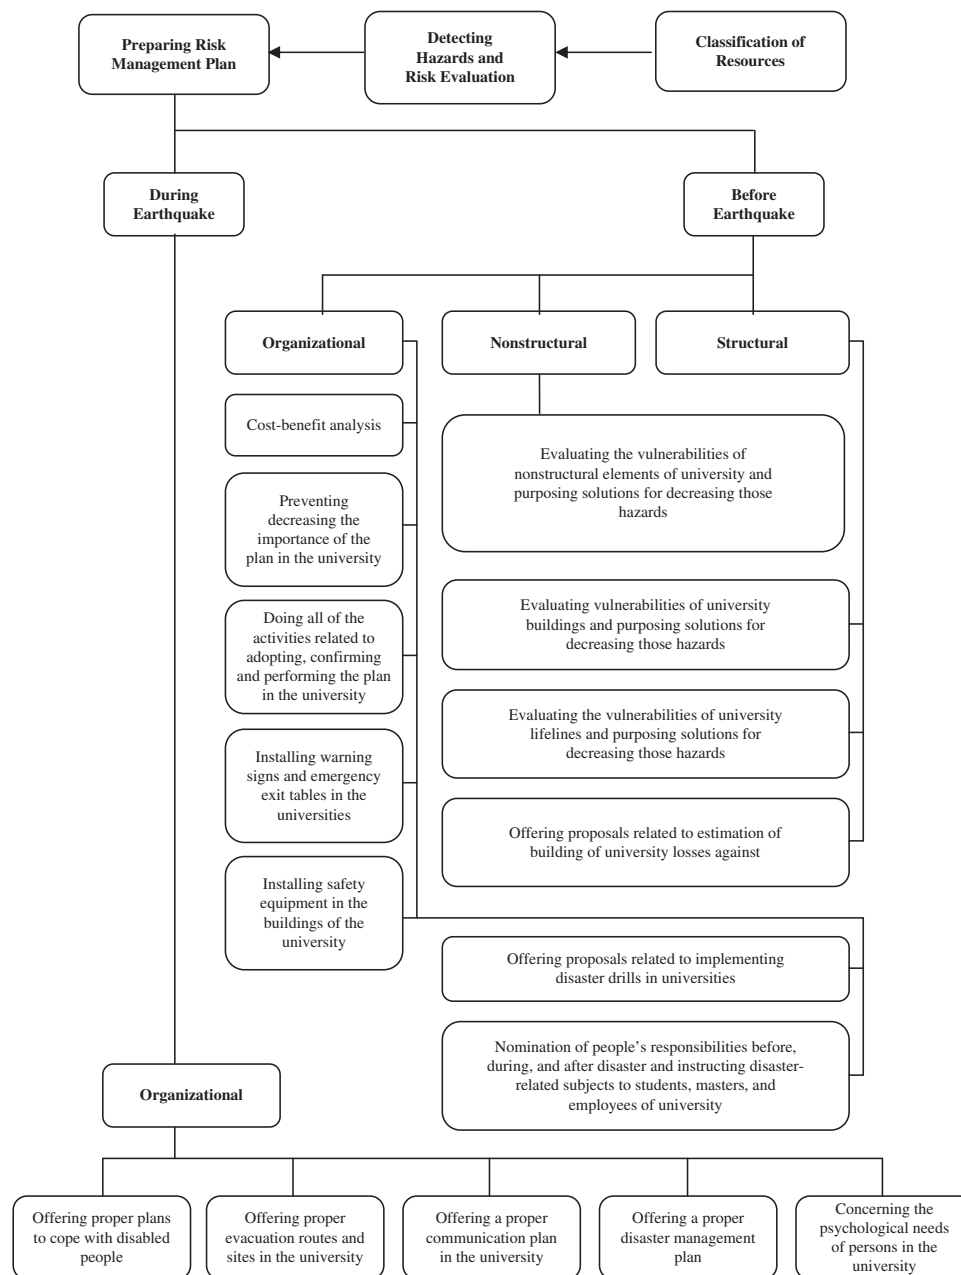 Preparing Risk
Management Plan
Detecting
Hazards and
Risk Evaluation
Classification of
Resources
During
Earthquake
Before
Earthquake
Organizational
Nonstructural
Structural
Cost-benefit analysis
Preventing
decreasing the
importance of the
plan in the university
Doing all of the
activities related to
adopting, confirming
and performing the plan
in the university
Installing warning
signs and emergency
exit tables in the
universities
Installing safety
equipment in the
buildings of the
university
Evaluating the vulnerabilities of
nonstructural elements of university and
purposing solutions for decreasing those
hazards
Evaluating vulnerabilities of university
buildings and purposing solutions for
decreasing those hazards
Evaluating the vulnerabilities of university
lifelines and purposing solutions for
decreasing those hazards
Offering proposals related to estimation of
building of university losses against
Offering proposals related to implementing
disaster drills in universities
Nomination of people’s responsibilities before,
during, and after disaster and instructing disaster-
related subjects to students, masters, and
employees of university
Organizational
Offering proper plans
to cope with disabled
people
Offering proper
evacuation routes and
sites in the university
Offering a proper
communication plan
in the university
Offering a proper
disaster management
plan
Concerning the
psychological needs
of persons in the
university